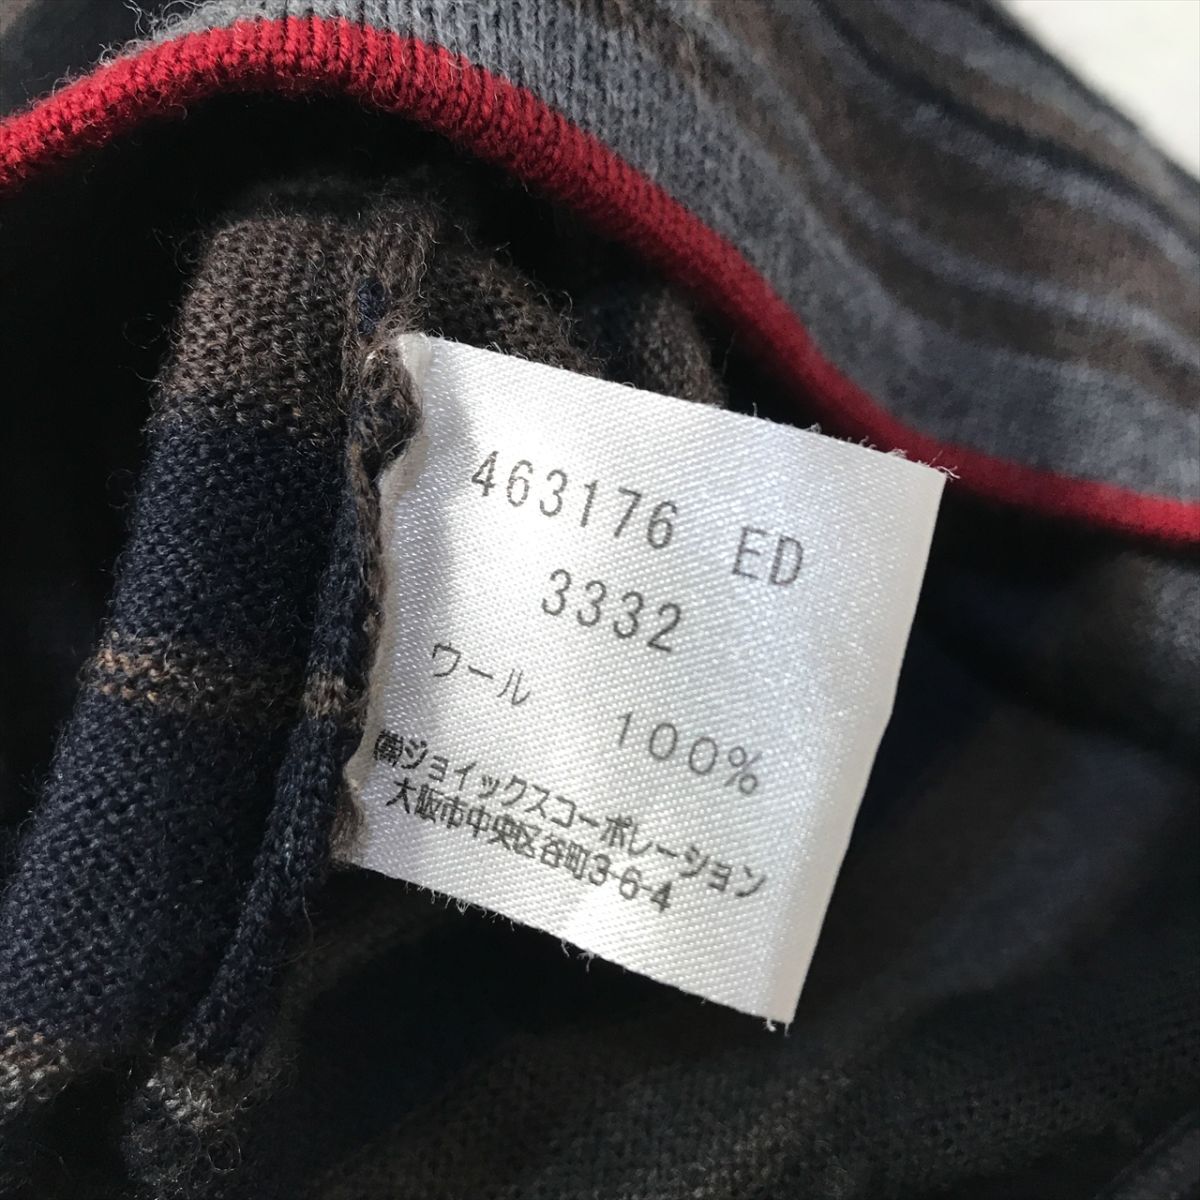 463176 ED
3332
ウール 100%
㈱ジョイックスコーポレーション
大阪市中央区谷町3-6-4